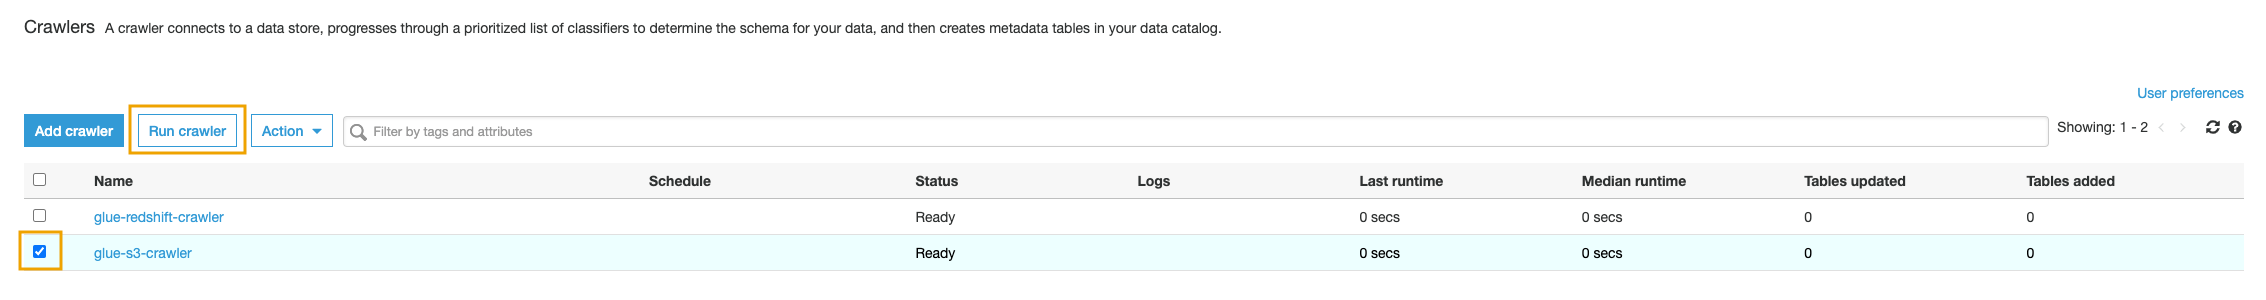 Crawlers A crawler connects to a data store, progresses through a prioritized list of classifiers to determine the schema for your data, and then creates metadata tables in your data catalog.
User preferences
Add crawler Run crawler Action Filter by tags and attributes Showing: 1 - 2
Name Schedule Status Logs Last runtime Median runtime Tables updated Tables added
glue-redshift-crawler Ready 0 secs 0 secs 0 0
glue-s3-crawler Ready 0 secs 0 secs 0 0